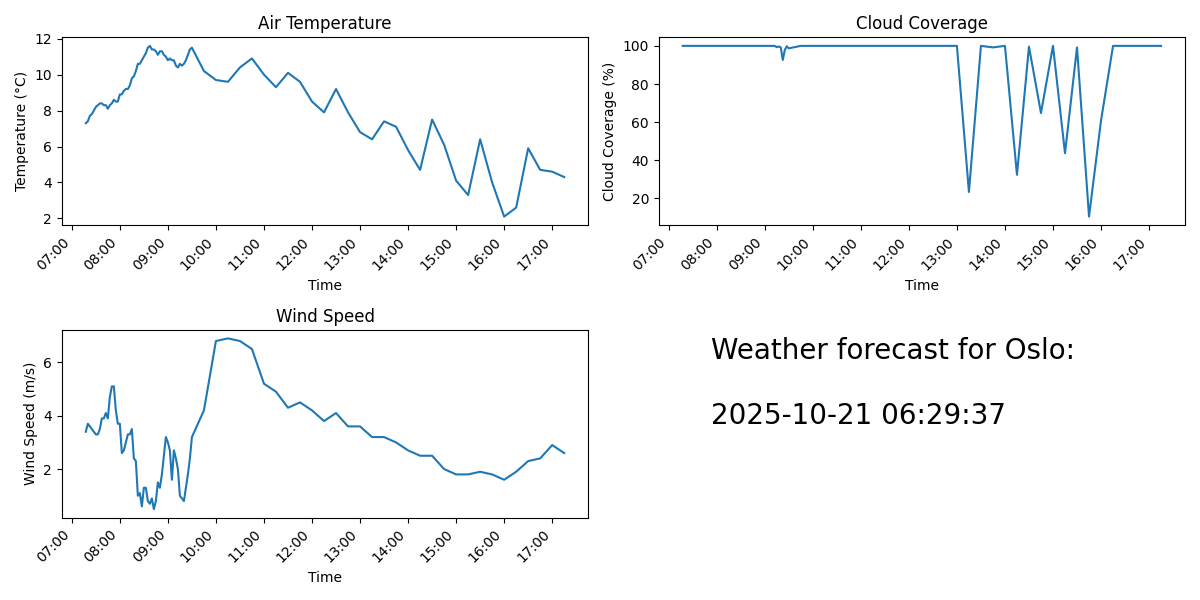 Air Temperature
Temperature (°C)
12
10
8
6
4
2
07:00 08:00 09:00 10:00 11:00 12:00 13:00 14:00 15:00 16:00 17:00
Time
Cloud Coverage
Cloud Coverage (%)
100
80
60
40
20
07:00 08:00 09:00 10:00 11:00 12:00 13:00 14:00 15:00 16:00 17:00
Time
Wind Speed
Wind Speed (m/s)
6
4
2
07:00 08:00 09:00 10:00 11:00 12:00 13:00 14:00 15:00 16:00 17:00
Time
Weather forecast for Oslo:
2025-10-21 06:29:37